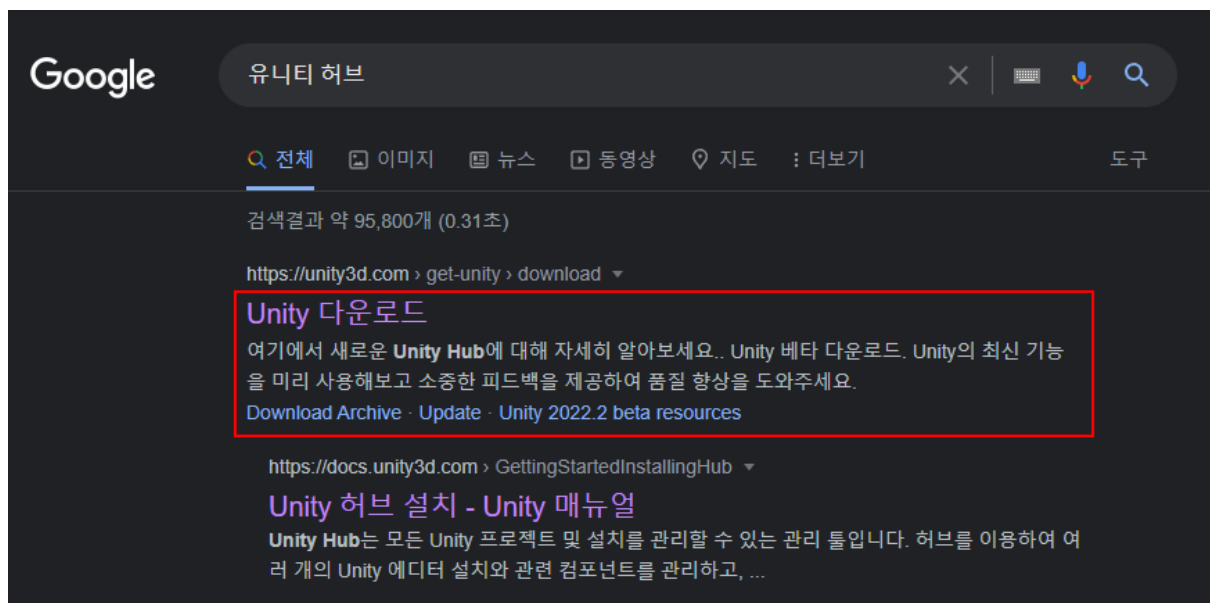 Google
유니티 허브
전체 이미지 뉴스 동영상 지도 더보기 도구
검색결과 약 95,800개 (0.31초)
https://unity3d.com › get-unity › download
Unity 다운로드
여기에서 새로운 Unity Hub에 대해 자세히 알아보세요.. Unity 베타 다운로드. Unity의 최신 기능
을 미리 사용해보고 소중한 피드백을 제공하여 품질 향상을 도와주세요.
Download Archive · Update · Unity 2022.2 beta resources
https://docs.unity3d.com › GettingStartedInstallingHub
Unity 허브 설치 - Unity 매뉴얼
Unity Hub는 모든 Unity 프로젝트 및 설치를 관리할 수 있는 관리 툴입니다. 허브를 이용하여 여
러 개의 Unity 에디터 설치와 관련 컴포넌트를 관리하고, ...